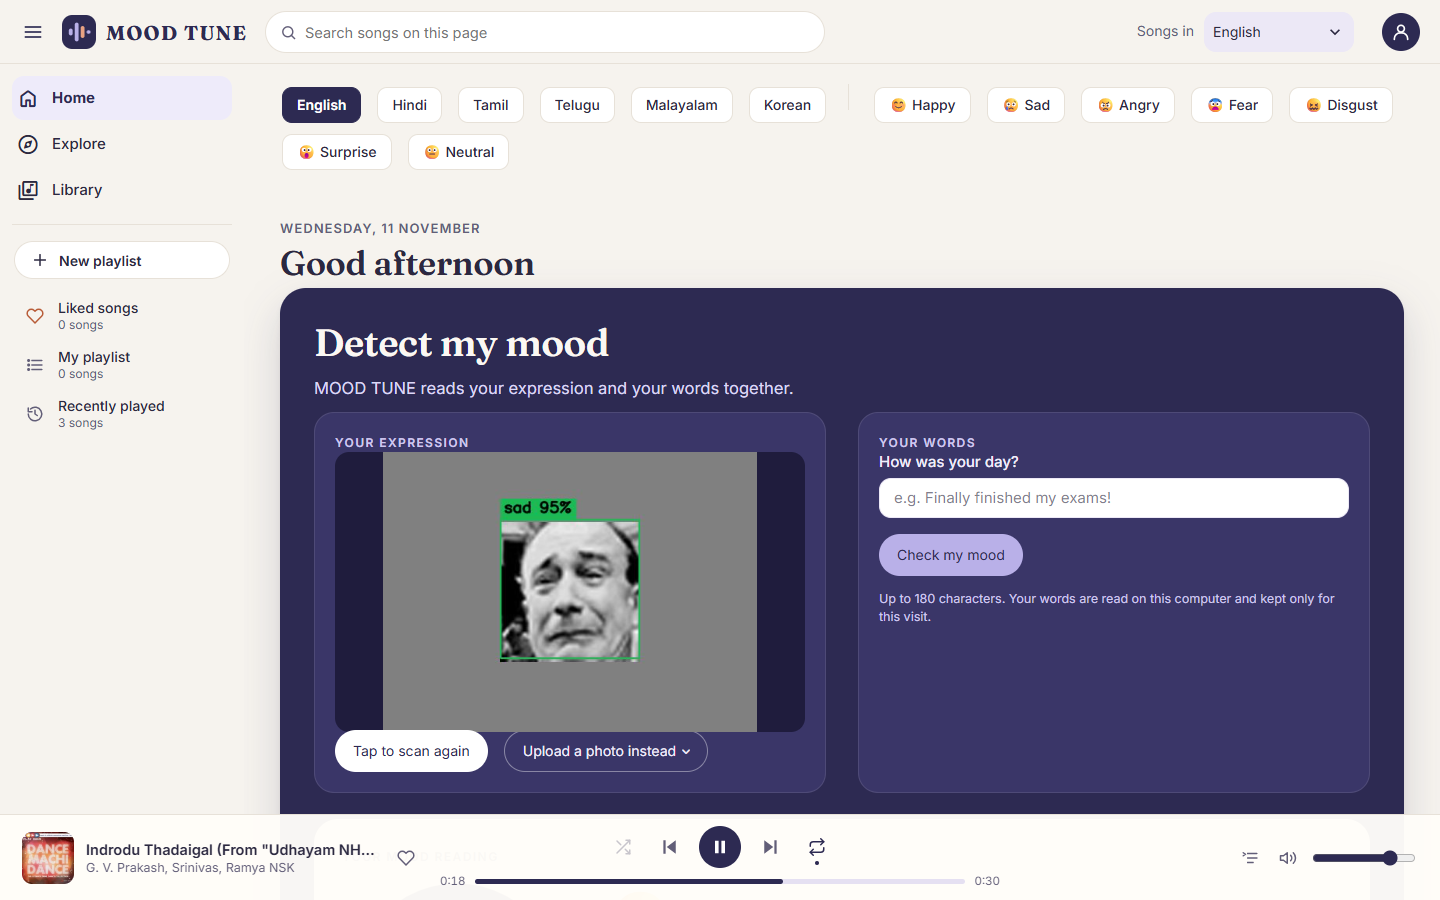 MOOD TUNE
Search songs on this page
Songs in
English
Home
Explore
Library
New playlist
Liked songs
0 songs
My playlist
0 songs
Recently played
3 songs
English Hindi Tamil Telugu Malayalam Korean Happy Sad Angry Fear Disgust
Surprise Neutral
WEDNESDAY, 11 NOVEMBER
Good afternoon
Detect my mood
MOOD TUNE reads your expression and your words together.
YOUR EXPRESSION
sad 95%
Tap to scan again
Upload a photo instead
YOUR WORDS
How was your day?
e.g. Finally finished my exams!
Check my mood
Up to 180 characters. Your words are read on this computer and kept only for
this visit.
DANCE
MACHI
DANCE
Indrodu Thadaigal (From "Udhayam NH...
G. V. Prakash, Srinivas, Ramya NSK
0:18
0:30